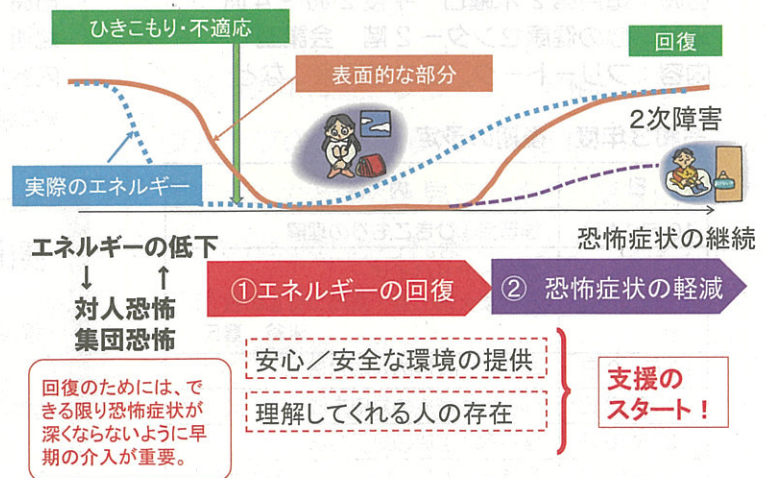 ひきこもり・不適応
回復
表面的な部分
2次障害
実際のエネルギー
エネルギーの低下
恐怖症状の継続
↓ ↑
対人恐怖
集団恐怖
①エネルギーの回復
② 恐怖症状の軽減
回復のためには、で
きる限り恐怖症状が
深くならないように早
期の介入が重要。
安心/安全な環境の提供
理解してくれる人の存在
支援の
スタート!